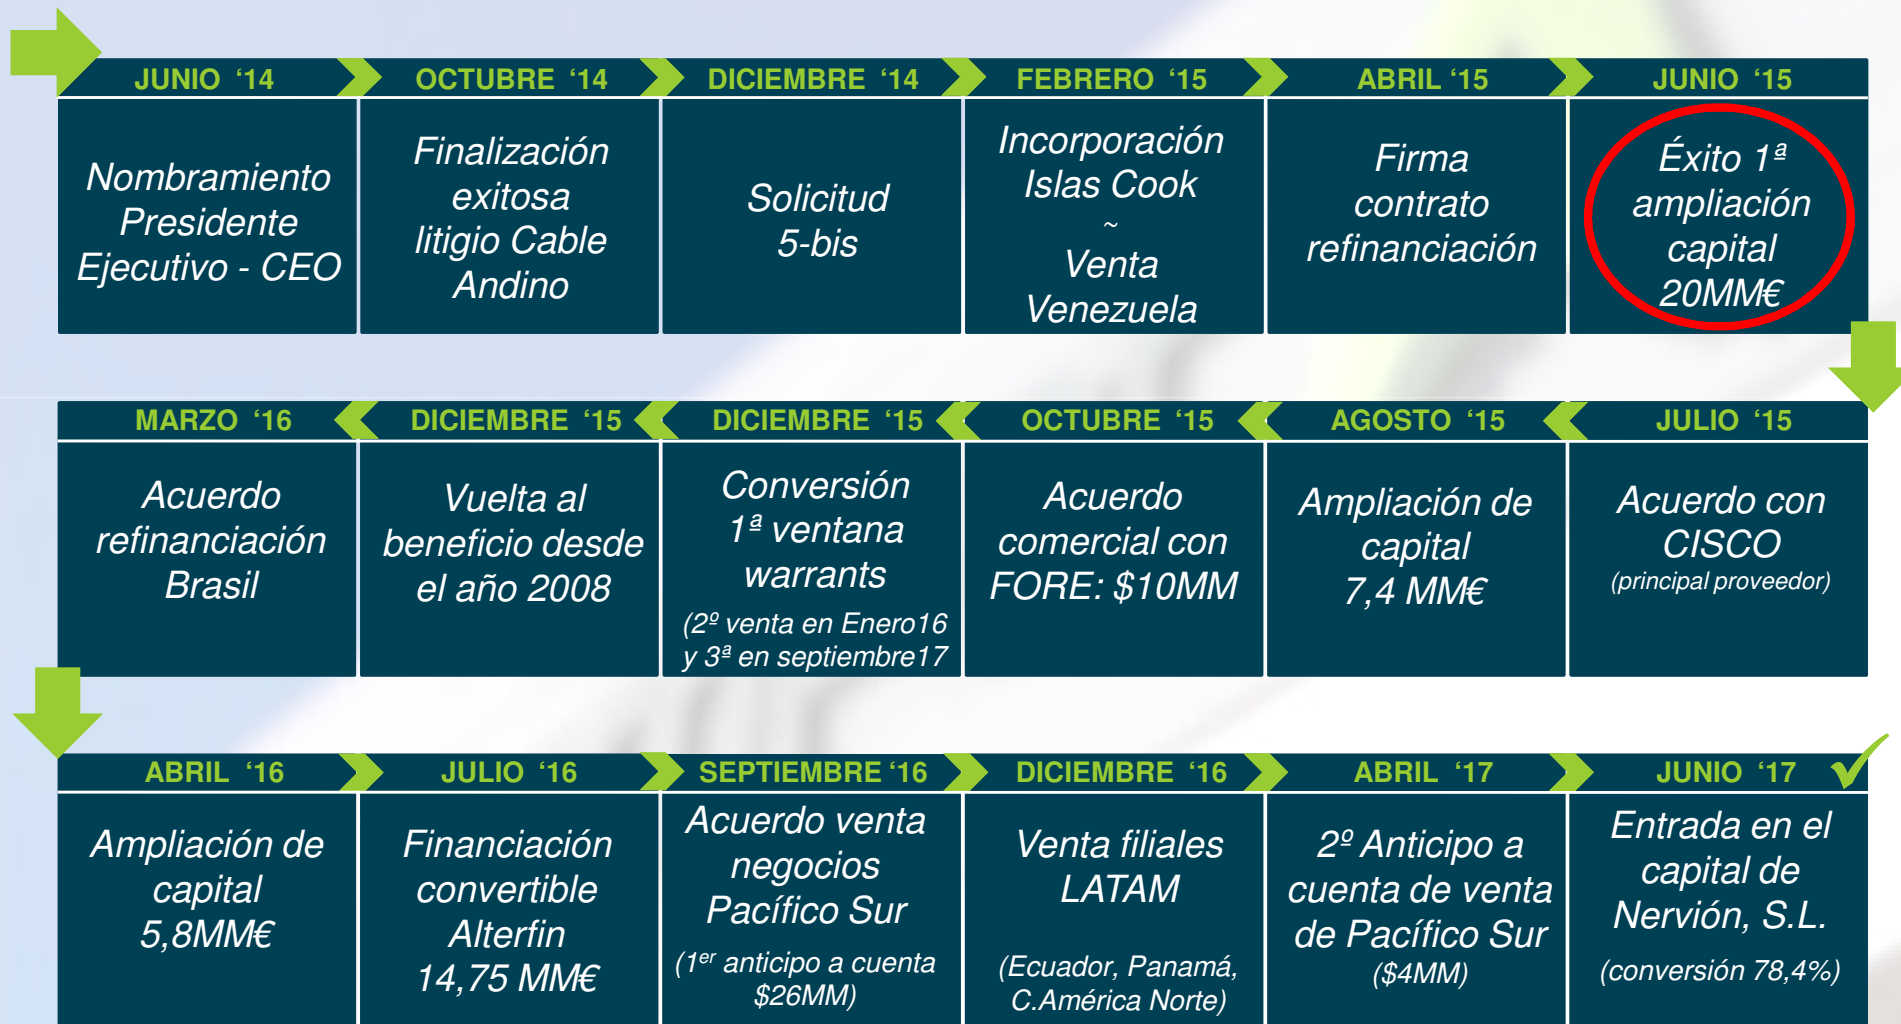 JUNIO ‘14
Nombramiento
Presidente
Ejecutivo - CEO
OCTUBRE ‘14
Finalización
exitosa
litigio Cable
Andino
DICIEMBRE ‘14
Solicitud
5-bis
FEBRERO ‘15
Incorporación
Islas Cook
~
Venta
Venezuela
ABRIL ‘15
Firma
contrato
refinanciación
JUNIO ‘15
Éxito 1ª
ampliación
capital
20MM€
JULIO ‘15
Acuerdo con
CISCO
(principal proveedor)
AGOSTO ‘15
Ampliación de
capital
7,4 MM€
OCTUBRE ‘15
Acuerdo
comercial con
FORE: $10MM
DICIEMBRE ‘15
Conversión
1ª ventana
warrants
(2º venta en Enero16
y 3ª en septiembre17
DICIEMBRE ‘15
Vuelta al
beneficio desde
el año 2008
MARZO ‘16
Acuerdo
refinanciación
Brasil
ABRIL ‘16
Ampliación de
capital
5,8MM€
JULIO ‘16
Financiación
convertible
Alterfin
14,75 MM€
SEPTIEMBRE ‘16
Acuerdo venta
negocios
Pacífico Sur
(1er anticipo a cuenta
$26MM)
DICIEMBRE ‘16
Venta filiales
LATAM
(Ecuador, Panamá,
C.América Norte)
ABRIL ‘17
2º Anticipo a
cuenta de venta
de Pacífico Sur
($4MM)
JUNIO ‘17
Entrada en el
capital de
Nervión, S.L.
(conversión 78,4%)